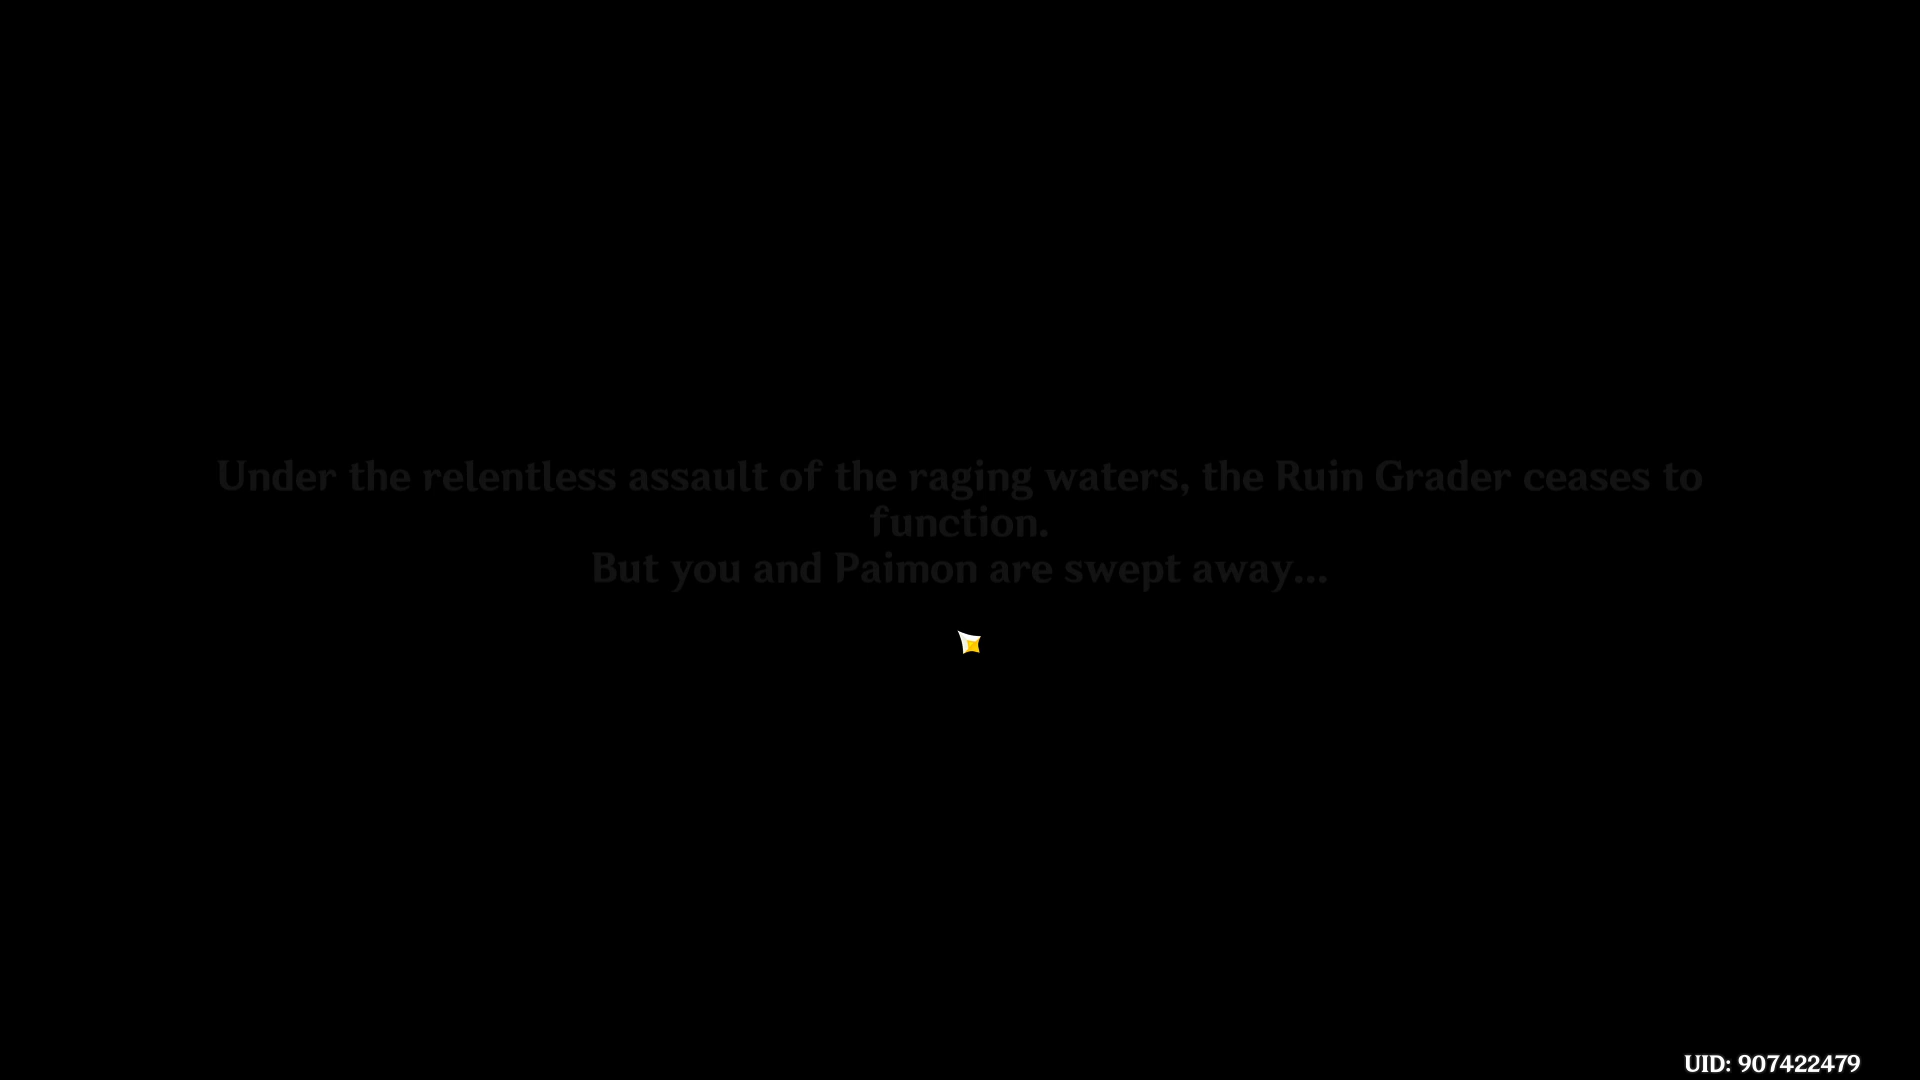 Under the relentless assault of the raging waters, the Ruin Grader ceases to
function.
But you and Paimon are swept away...
UID: 907422479